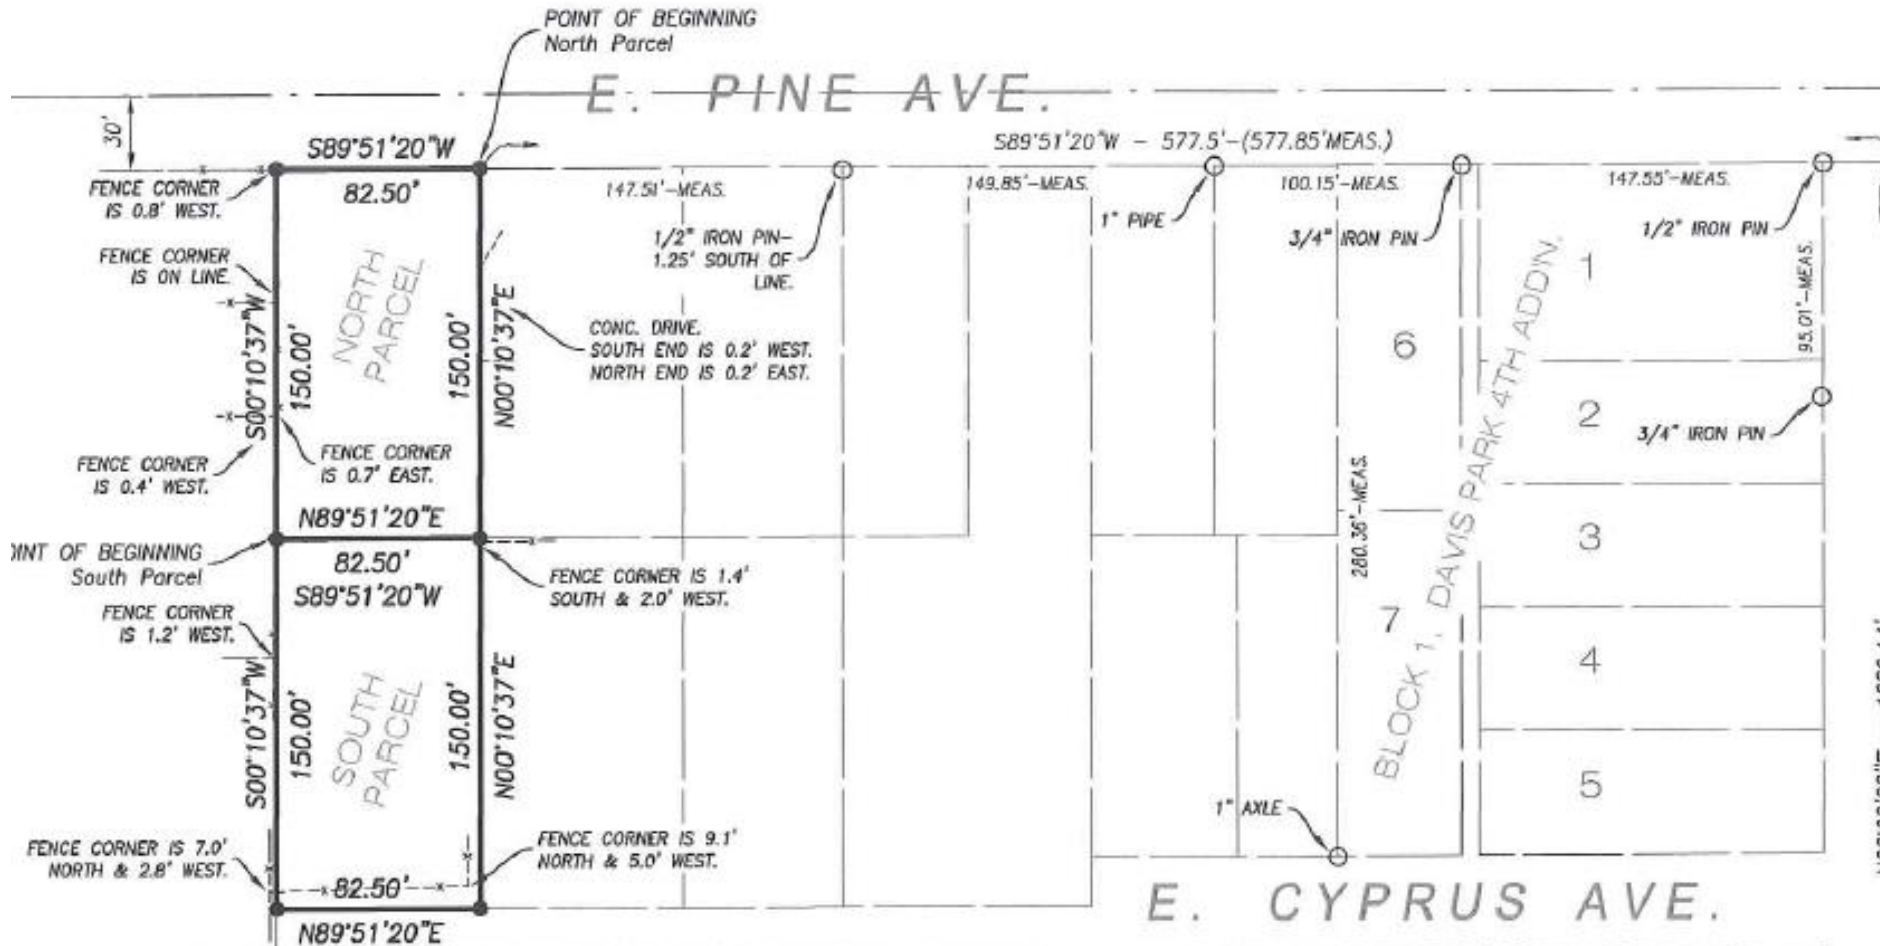 POINT OF BEGINNING
North Parcel
E. PINE AVE.
30'
S89°51'20"W
82.50'
S89°51'20"W - 577.5'-(577.85'MEAS.)
147.51'-MEAS.
149.85'-MEAS.
100.15'-MEAS.
147.55'-MEAS.
FENCE CORNER
IS 0.8' WEST.
1/2" IRON PIN-
1.25' SOUTH OF
LINE.
1" PIPE
3/4" IRON PIN
1/2" IRON PIN
FENCE CORNER
IS ON LINE.
NORTH
PARCEL
S00°10'37"W
150.00'
150.00'
N00°10'37"E
CONC. DRIVE.
SOUTH END IS 0.2' WEST.
NORTH END IS 0.2' EAST.
95.01'-MEAS.
1
6
2
3/4" IRON PIN
FENCE CORNER
IS 0.4' WEST.
FENCE CORNER
IS 0.7' EAST.
280.36'-MEAS.
BLOCK 1, DAVIS PARK 4TH ADDIN.
N89°51'20"E
82.50'
S89°51'20"W
OINT OF BEGINNING
South Parcel
FENCE CORNER IS 1.4'
SOUTH & 2.0' WEST.
3
FENCE CORNER
IS 1.2' WEST.
7
4
SOUTH
PARCEL
S00°10'37"W
150.00'
150.00'
N00°10'37"E
5
1" AXLE
FENCE CORNER IS 7.0'
NORTH & 2.8' WEST.
FENCE CORNER IS 9.1'
NORTH & 5.0' WEST.
82.50'
N89°51'20"E
E. CYPRUS AVE.